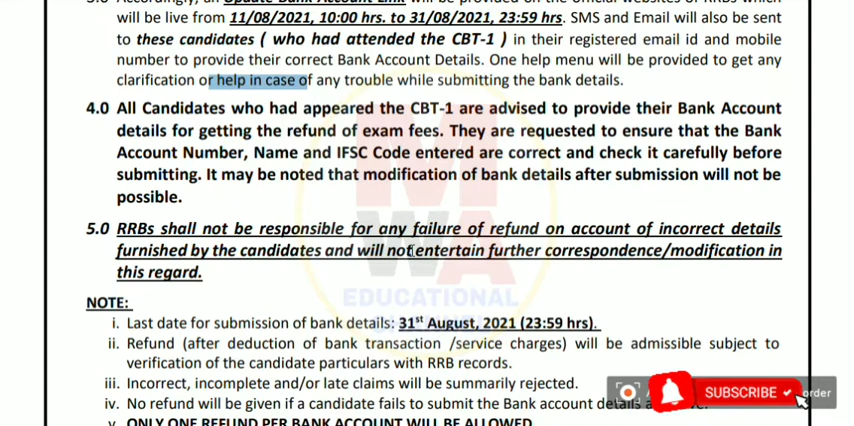 will be live from 11/08/2021, 10:00 hrs. to 31/08/2021, 23:59 hrs. SMS and Email will also be sent
to these candidates ( who had attended the CBT-1 ) in their registered email id and mobile
number to provide their correct Bank Account Details. One help menu will be provided to get any
clarification or help in case of any trouble while submitting the bank details.
4.0 All Candidates who had appeared the CBT-1 are advised to provide their Bank Account
details for getting the refund of exam fees. They are requested to ensure that the Bank
Account Number, Name and IFSC Code entered are correct and check it carefully before
submitting. It may be noted that modification of bank details after submission will not be
possible.
5.0 RRBs shall not be responsible for any failure of refund on account of incorrect details
furnished by the candidates and will not entertain further correspondence/modification in
this regard.
NOTE:
i. Last date for submission of bank details: 31st August, 2021 (23:59 hrs).
ii. Refund (after deduction of bank transaction /service charges) will be admissible subject to
verification of the candidate particulars with RRB records.
iii. Incorrect, incomplete and/or late claims will be summarily rejected.
iv. No refund will be given if a candidate fails to submit the Bank account details
v. ONLY ONE REFUND PER BANK ACCOUNT WILL BE ALLOWED
M
WA
EDUCATIONAL
SUBSCRIBE
order